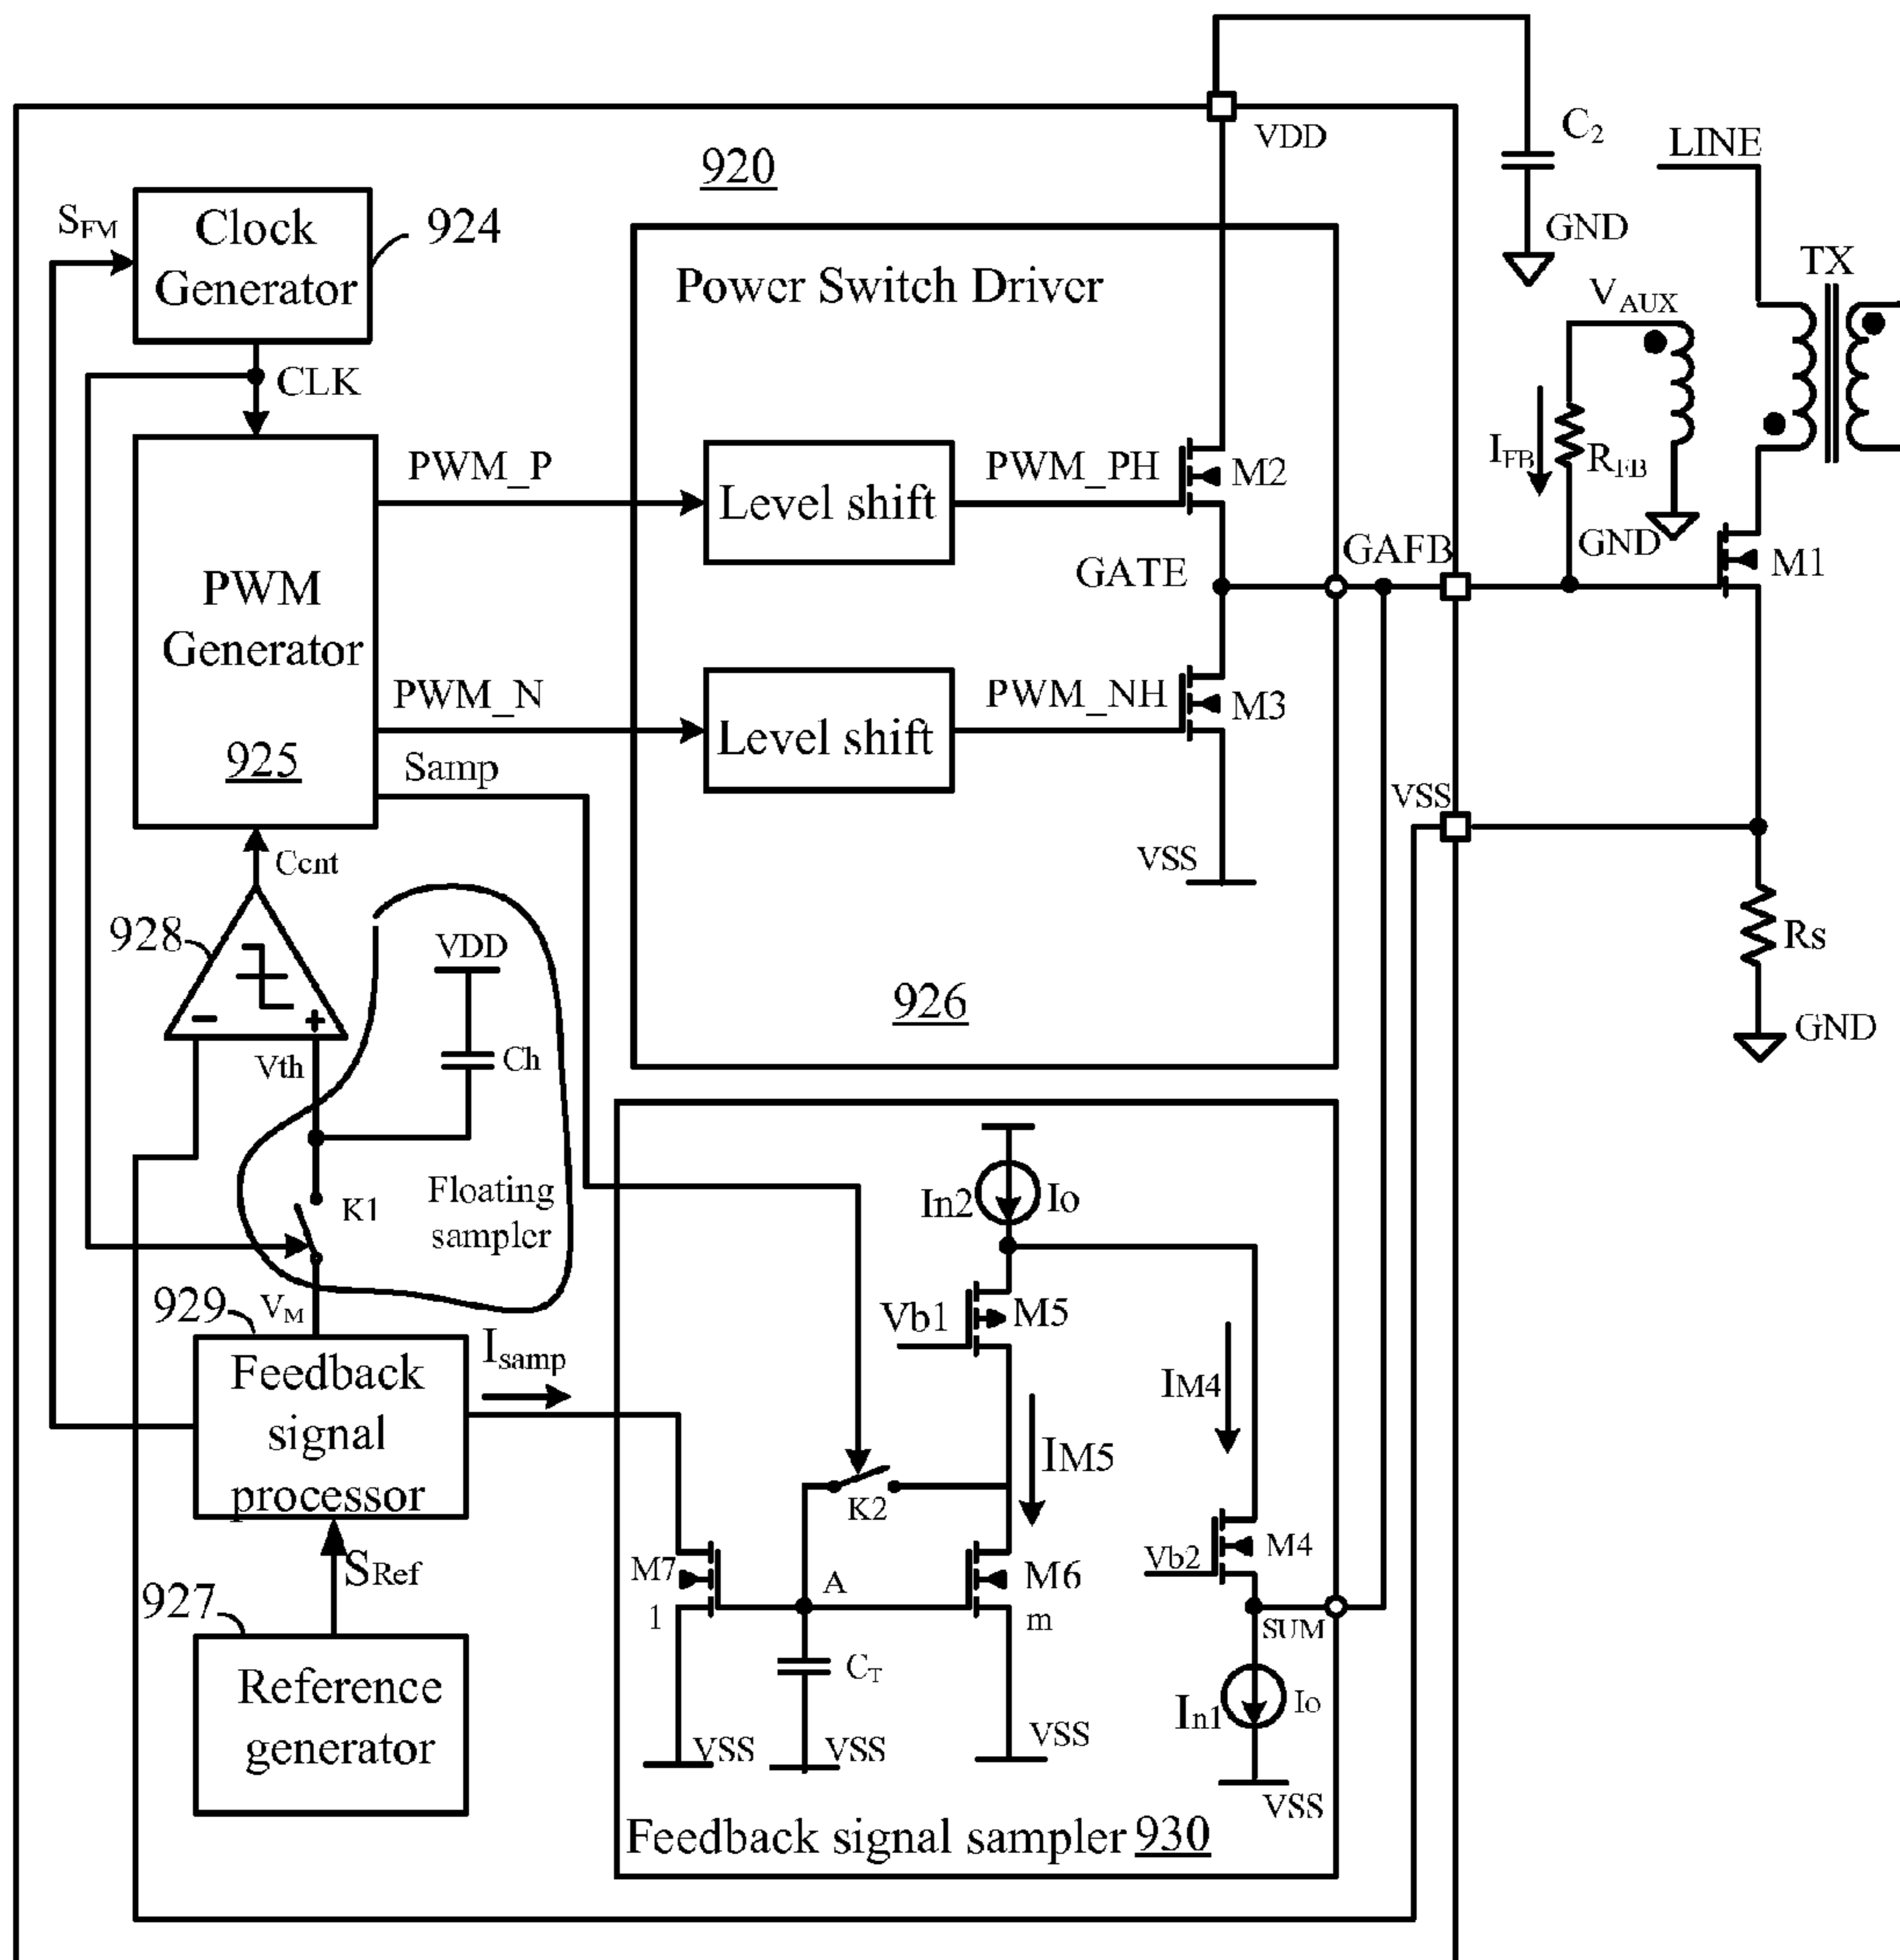 VDD
C2
LINE
920
GND
SFM
Clock
Generator
924
Power Switch Driver
TX
VAUX
CLK
PWM_P
Level shift
PWM_PH
M2
IFB
RFB
GND
M1
PWM
Generator
GATE
GAFB
PWM_N
Level shift
PWM_NH
M3
925
Samp
VSS
VSS
Ccnt
928
VDD
Rs
926
GND
-
+
Vth
Ch
K1
Floating
sampler
In2
Io
929
VM
Vb1
M5
Isamp
Feedback
signal
processor
IM4
IM5
K2
SRef
M7
1
A
M6
m
Vb2
M4
927
SUM
CT
Reference
generator
In1
Io
VSS
VSS
VSS
VSS
Feedback signal sampler 930